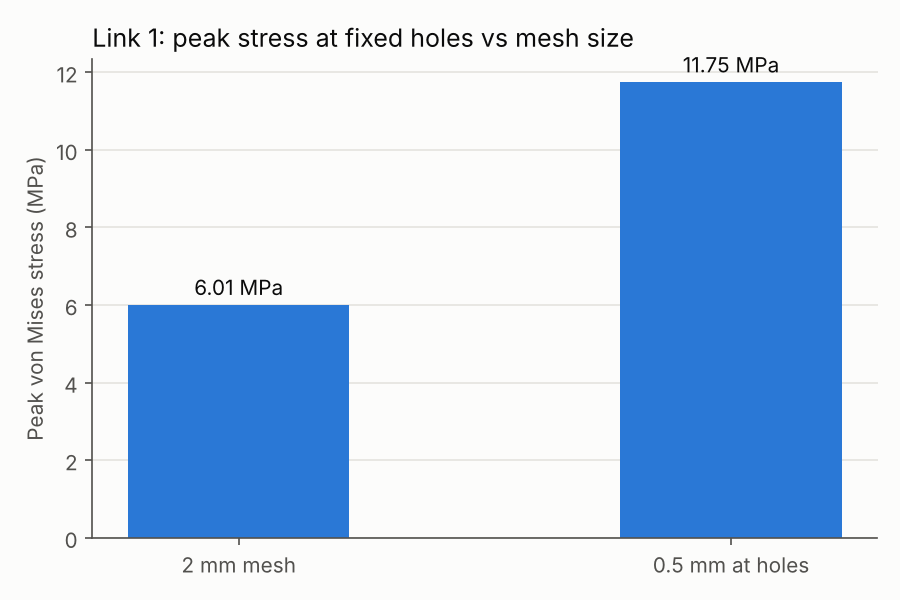 Link 1: peak stress at fixed holes vs mesh size
11.75 MPa
12
10
8
6.01 MPa
6
4
2
0
Peak von Mises stress (MPa)
2 mm mesh
0.5 mm at holes